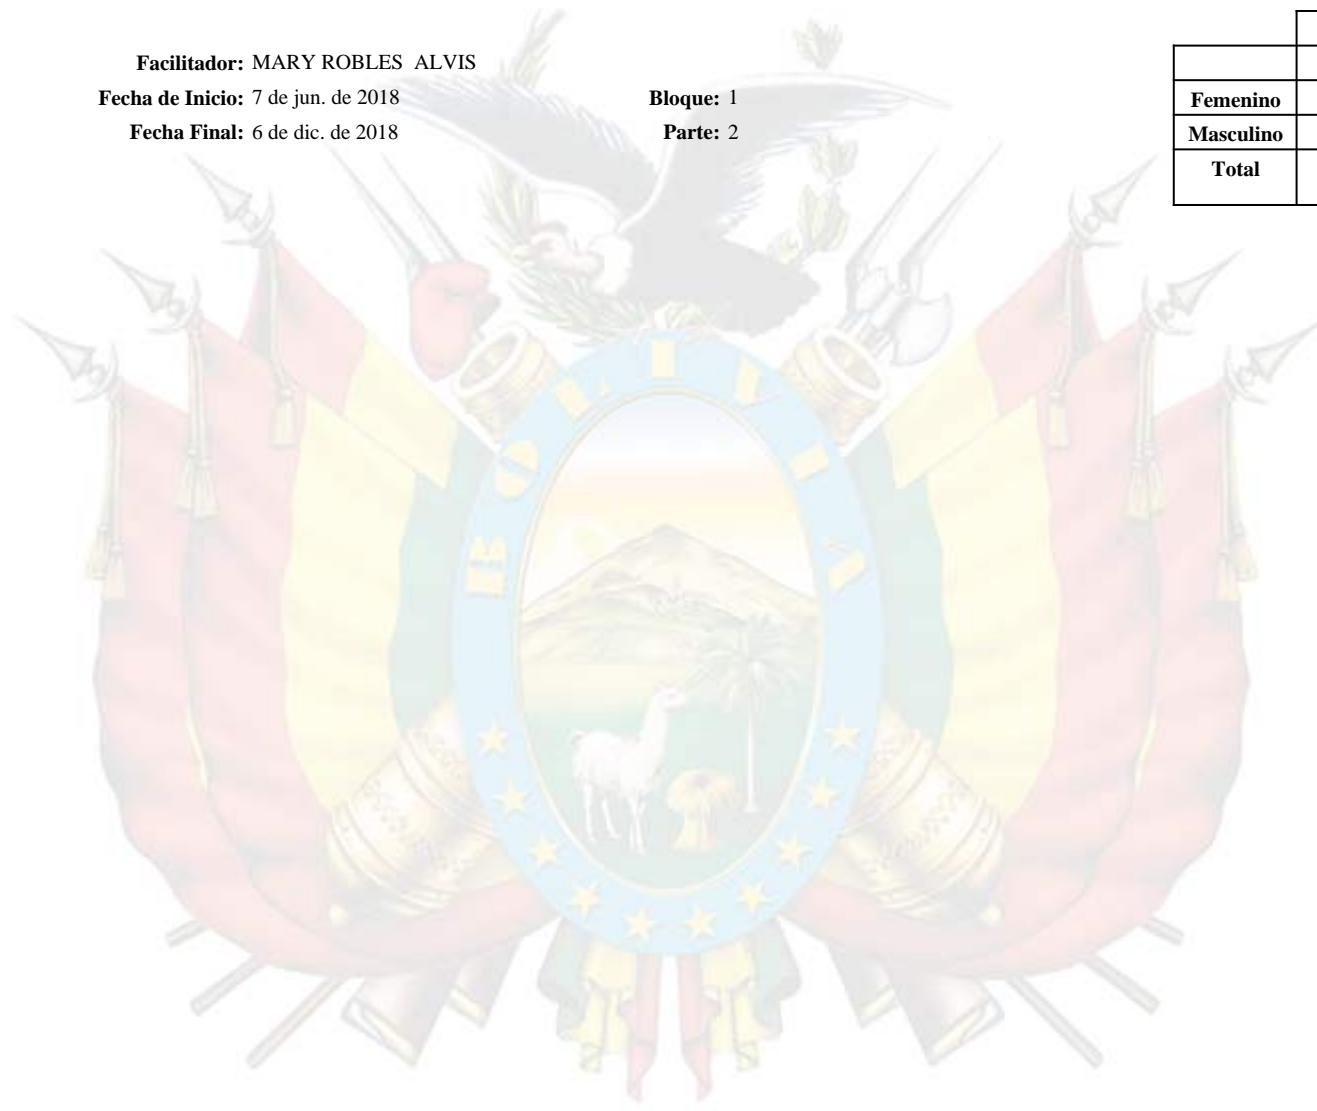 Facilitador: MARY ROBLES ALVIS
Fecha de Inicio: 7 de jun. de 2018 Bloque: 1
Fecha Final: 6 de dic. de 2018 Parte: 2
Femenino
Masculino
Total
BOLIVIA